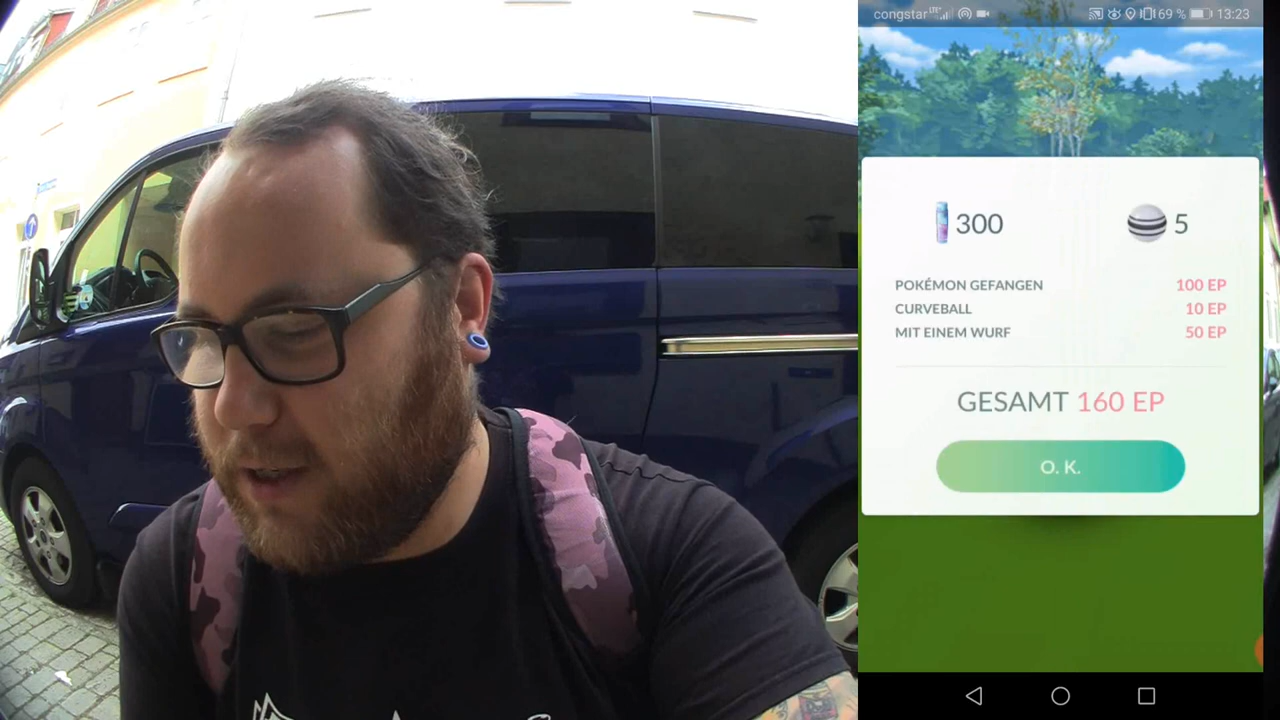 congstar 69 % 13:23
300 5
POKÉMON GEFANGEN 100 EP
CURVEBALL 10 EP
MIT EINEM WURF 50 EP
GESAMT 160 EP
O. K.